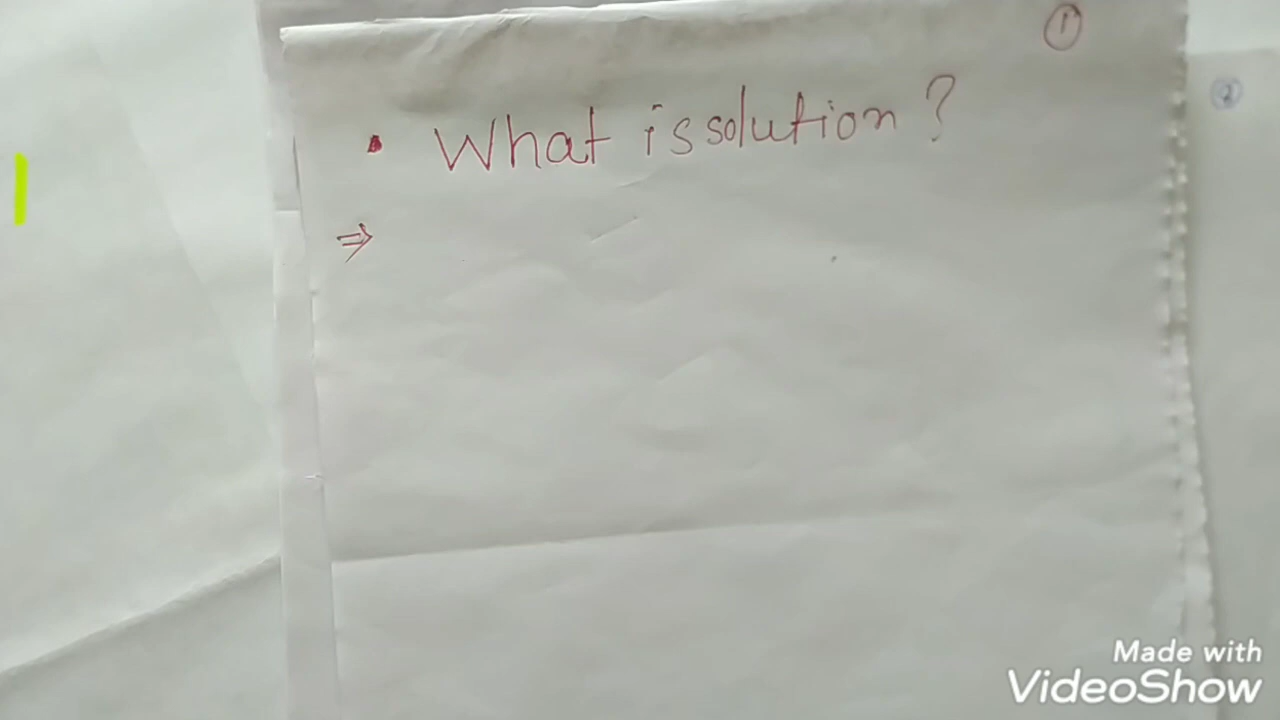 ①
②
• What is solution ?
⇒
Made with
VideoShow